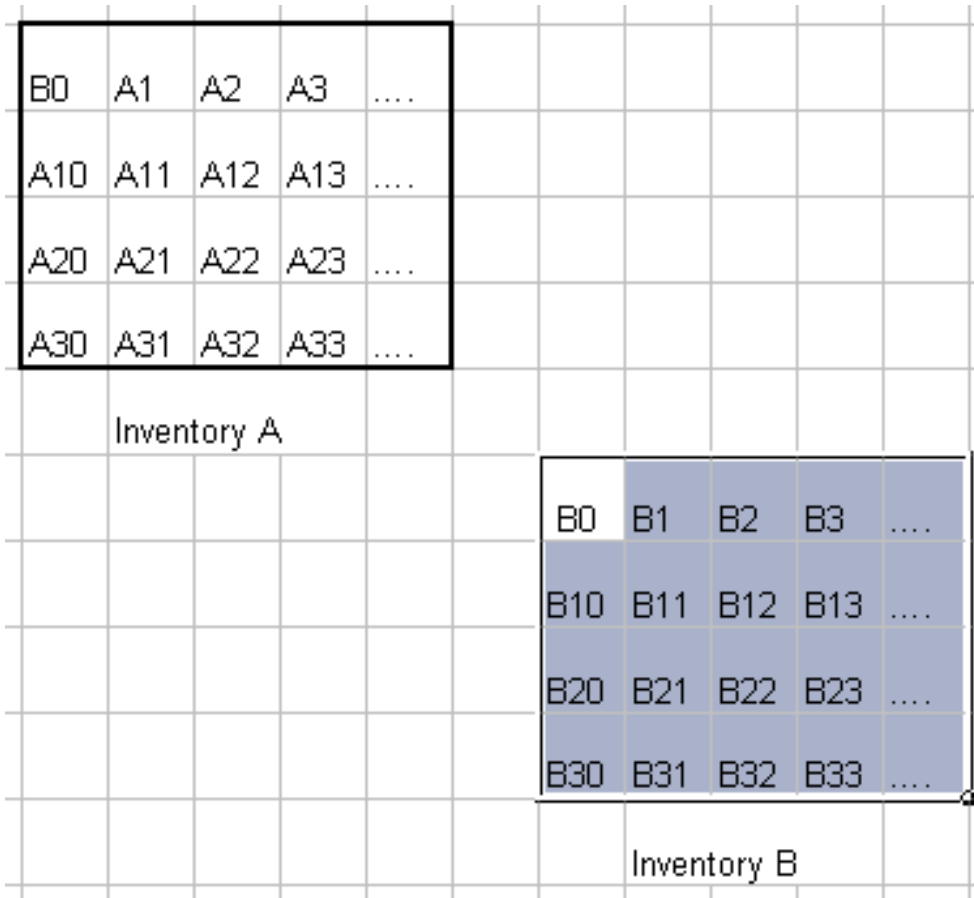 B0 A1 A2 A3 ....
A10 A11 A12 A13 ....
A20 A21 A22 A23 ....
A30 A31 A32 A33 ....
Inventory A
B0 B1 B2 B3 ....
B10 B11 B12 B13 ....
B20 B21 B22 B23 ....
B30 B31 B32 B33 ....
Inventory B